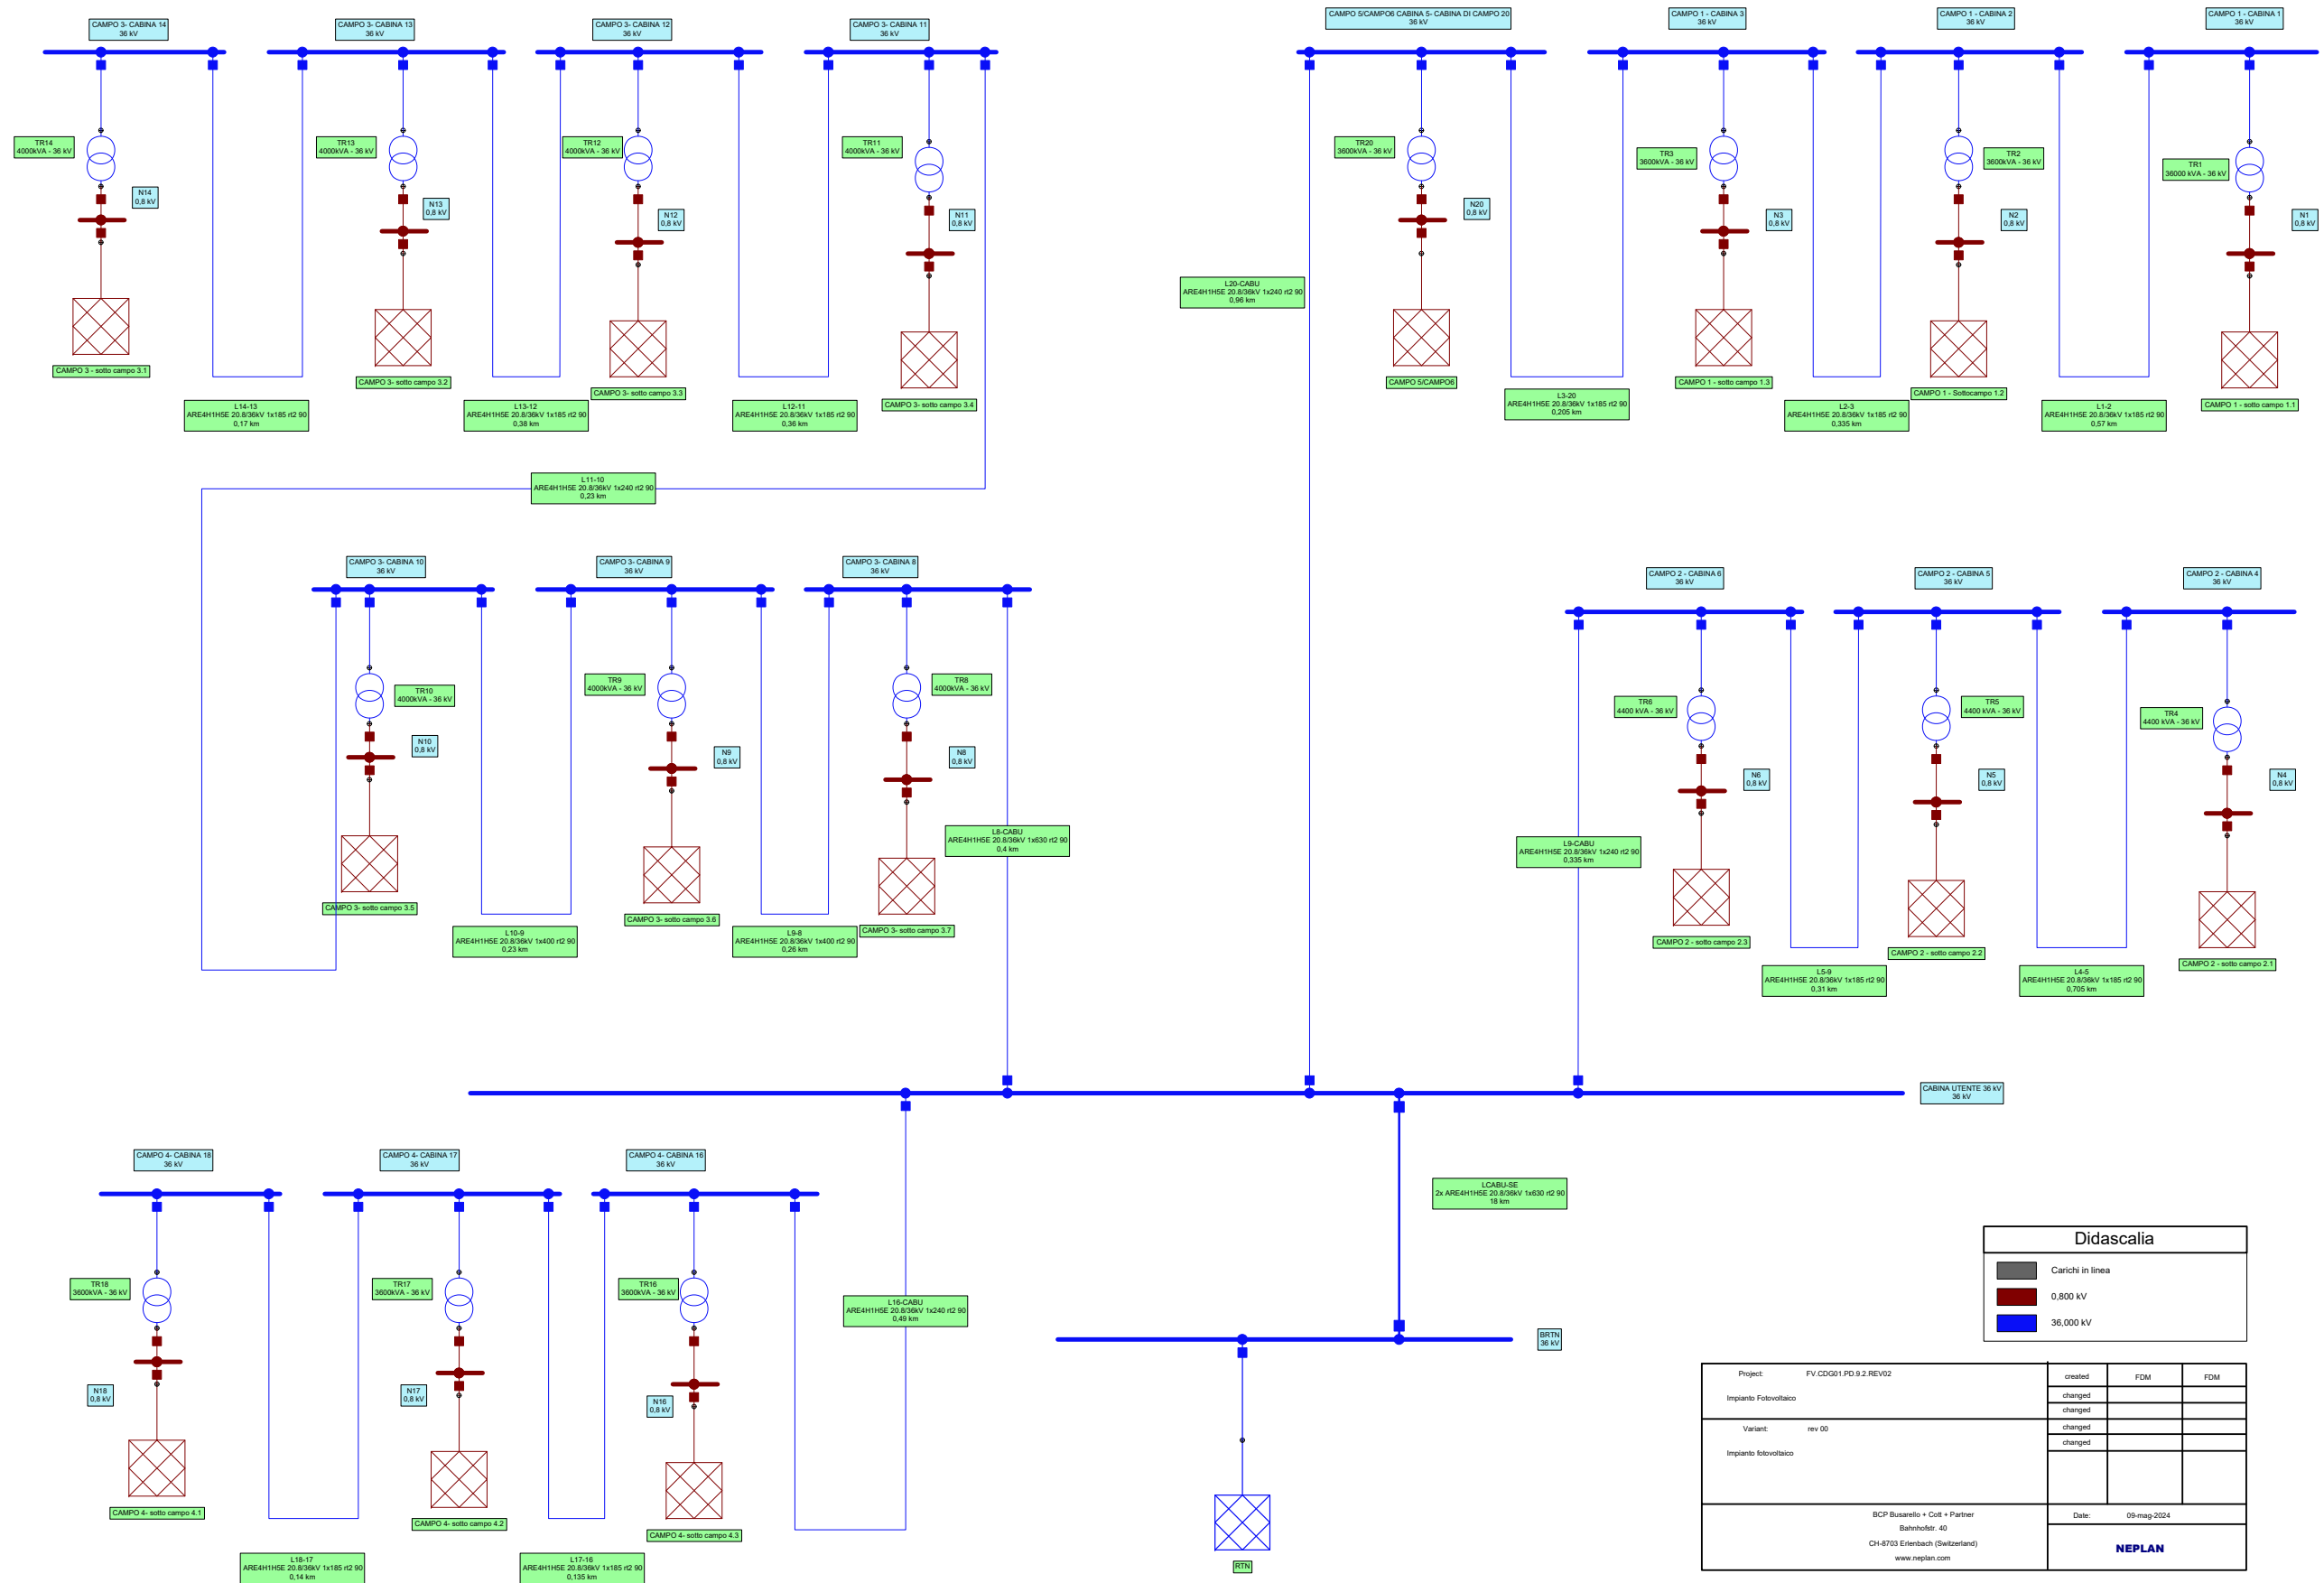 CAMPO 3- CABINA 14
36 kV
CAMPO 3- CABINA 13
36 kV
CAMPO 3- CABINA 12
36 kV
CAMPO 3- CABINA 11
36 kV
CAMPO 5/CAMPO6 CABINA 5- CABINA DI CAMPO 20
36 kV
CAMPO 1 - CABINA 3
36 kV
CAMPO 1 - CABINA 2
36 kV
CAMPO 1 - CABINA 1
36 kV
TR14
4000kVA - 36 kV
TR13
4000kVA - 36 kV
TR12
4000kVA - 36 kV
TR11
4000kVA - 36 kV
TR20
3600kVA - 36 kV
TR3
3600kVA - 36 kV
TR2
3600kVA - 36 kV
TR1
36000 kVA - 36 kV
N14
0,8 kV
N13
0,8 kV
N12
0,8 kV
N11
0,8 kV
N20
0,8 kV
N3
0,8 kV
N2
0,8 kV
N1
0,8 kV
L20-CABU
ARE4H1H5E 20.8/36kV 1x240 rt2 90
0,96 km
CAMPO 3 - sotto campo 3.1
CAMPO 3- sotto campo 3.2
CAMPO 3- sotto campo 3.3
CAMPO 3- sotto campo 3.4
CAMPO 5/CAMPO6
CAMPO 1 - sotto campo 1.3
CAMPO 1 - Sottocampo 1.2
CAMPO 1 - sotto campo 1.1
L14-13
ARE4H1H5E 20.8/36kV 1x185 rt2 90
0,17 km
L13-12
ARE4H1H5E 20.8/36kV 1x185 rt2 90
0,38 km
L12-11
ARE4H1H5E 20.8/36kV 1x185 rt2 90
0,36 km
L3-20
ARE4H1H5E 20.8/36kV 1x185 rt2 90
0,205 km
L2-3
ARE4H1H5E 20.8/36kV 1x185 rt2 90
0,335 km
L1-2
ARE4H1H5E 20.8/36kV 1x185 rt2 90
0,57 km
L11-10
ARE4H1H5E 20.8/36kV 1x240 rt2 90
0,23 km
CAMPO 3- CABINA 10
36 kV
CAMPO 3- CABINA 9
36 kV
CAMPO 3- CABINA 8
36 kV
CAMPO 2 - CABINA 6
36 kV
CAMPO 2 - CABINA 5
36 kV
CAMPO 2 - CABINA 4
36 kV
TR10
4000kVA - 36 kV
TR9
4000kVA - 36 kV
TR8
4000kVA - 36 kV
TR6
4400 kVA - 36 kV
TR5
4400 kVA - 36 kV
TR4
4400 kVA - 36 kV
N10
0,8 kV
N9
0,8 kV
N8
0,8 kV
N6
0,8 kV
N5
0,8 kV
N4
0,8 kV
L8-CABU
ARE4H1H5E 20.8/36kV 1x630 rt2 90
0,4 km
L9-CABU
ARE4H1H5E 20.8/36kV 1x240 rt2 90
0,335 km
CAMPO 3- sotto campo 3.5
CAMPO 3- sotto campo 3.6
CAMPO 3- sotto campo 3.7
CAMPO 2 - sotto campo 2.3
CAMPO 2 - sotto campo 2.2
CAMPO 2 - sotto campo 2.1
L10-9
ARE4H1H5E 20.8/36kV 1x400 rt2 90
0,23 km
L9-8
ARE4H1H5E 20.8/36kV 1x400 rt2 90
0,26 km
L5-9
ARE4H1H5E 20.8/36kV 1x185 rt2 90
0,31 km
L4-5
ARE4H1H5E 20.8/36kV 1x185 rt2 90
0,705 km
CABINA UTENTE 36 kV
36 kV
CAMPO 4- CABINA 18
36 kV
CAMPO 4- CABINA 17
36 kV
CAMPO 4- CABINA 16
36 kV
LCABU-SE
2x ARE4H1H5E 20.8/36kV 1x630 rt2 90
18 km
TR18
3600kVA - 36 kV
TR17
3600kVA - 36 kV
TR16
3600kVA - 36 kV
L16-CABU
ARE4H1H5E 20.8/36kV 1x240 rt2 90
0,49 km
BRTN
36 kV
N18
0,8 kV
N17
0,8 kV
N16
0,8 kV
CAMPO 4- sotto campo 4.1
CAMPO 4- sotto campo 4.2
CAMPO 4- sotto campo 4.3
L18-17
ARE4H1H5E 20.8/36kV 1x185 rt2 90
0,14 km
L17-16
ARE4H1H5E 20.8/36kV 1x185 rt2 90
0,135 km
RTN
Didascalia
Carichi in linea
0,800 kV
36,000 kV
Project: FV.CDG01.PD.9.2.REV02
Impianto Fotovoltaico
created FDM FDM
changed
changed
Variant: rev 00
Impianto fotovoltaico
changed
changed
BCP Busarello + Cott + Partner
Bahnhofstr. 40
CH-8703 Erlenbach (Switzerland)
www.neplan.com
Date: 09-mag-2024
NEPLAN